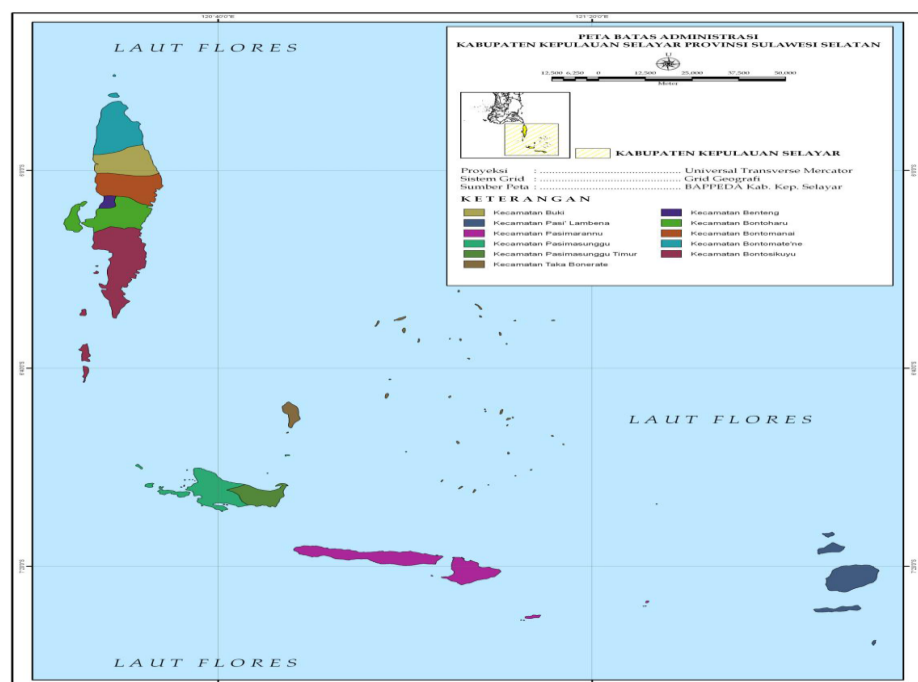 120°40'0"E
121°20'0"E
LAUT FLORES
PETA BATAS ADMINISTRASI
KABUPATEN KEPULAUAN SELAYAR PROVINSI SULAWESI SELATAN
U
12,500 6,250 0 12,500 25,000 37,500 50,000
Meter
KABUPATEN KEPULAUAN SELAYAR
Proyeksi : Universal Transverse Mercator
Sistem Grid : Grid Geografi
Sumber Peta : BAPPEDA Kab. Kep. Selayar
KETERANGAN
Kecamatan Buki
Kecamatan Benteng
Kecamatan Pasi' Lambena
Kecamatan Bontoharu
Kecamatan Pasimarannu
Kecamatan Bontomanai
Kecamatan Pasimasunggu
Kecamatan Bontomate'ne
Kecamatan Pasimasunggu Timur
Kecamatan Bontosikuyu
Kecamatan Taka Bonerate
LAUT FLORES
LAUT FLORES